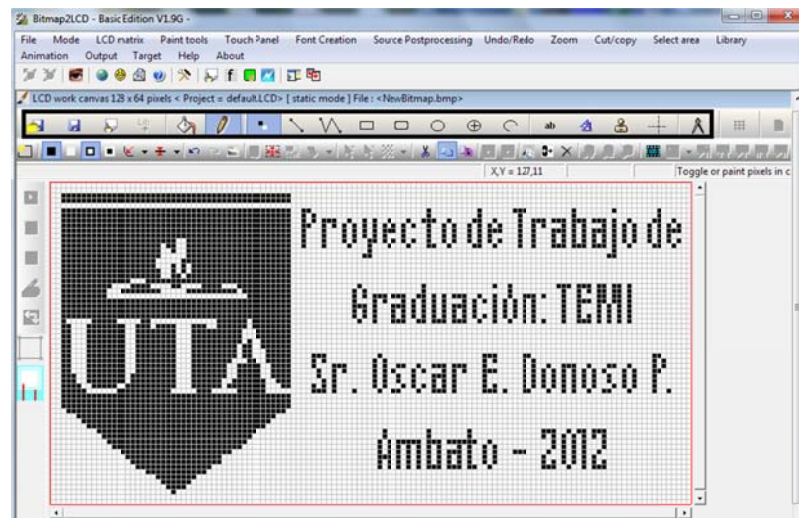 Bitmap2LCD - Basic Edition V1.9G -
File Mode LCD matrix Paint tools Touch Panel Font Creation Source Postprocessing Undo/Redo Zoom Cut/copy Select area Library
Animation Output Target Help About
LCD work canvas 128 x 64 pixels < Project = default.LCD> [ static mode ] File : <NewBitmap.bmp>
ab
X,Y = 127,11 Toggle or paint pixels in c
Proyecto de Trabajo de
Graduación: TEMI
UTA
Sr. Oscar E. Donoso P.
Ambato - 2012